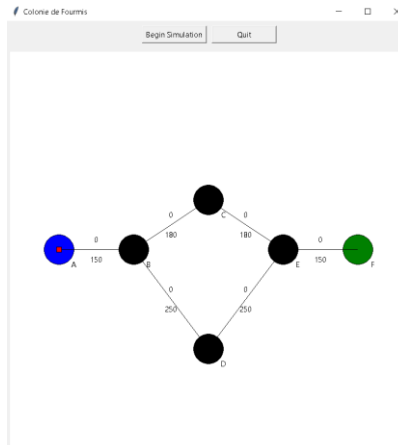 Colonie de Fourmis
Begin Simulation Quit
0 0
C
180 180
0 0
A B E F
150 150
0 0
250 250
D